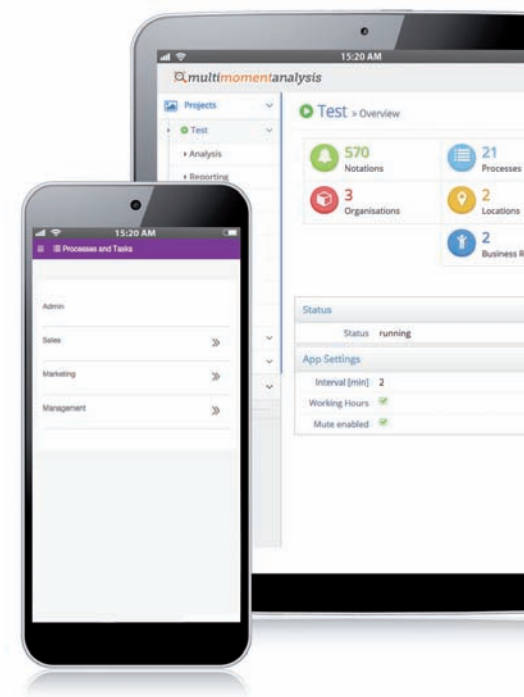 15:20 AM
multimomentanalysis
Projects
Test
Analysis
Reporting
Test » Overview
570
Notations
21
Processes
3
Organisations
2
Locations
2
Business R
Status
Status running
App Settings
Interval [min] 2
Working Hours
Mute enabled
15:20 AM
Processes and Tasks
Admin
Sales
Marketing
Management